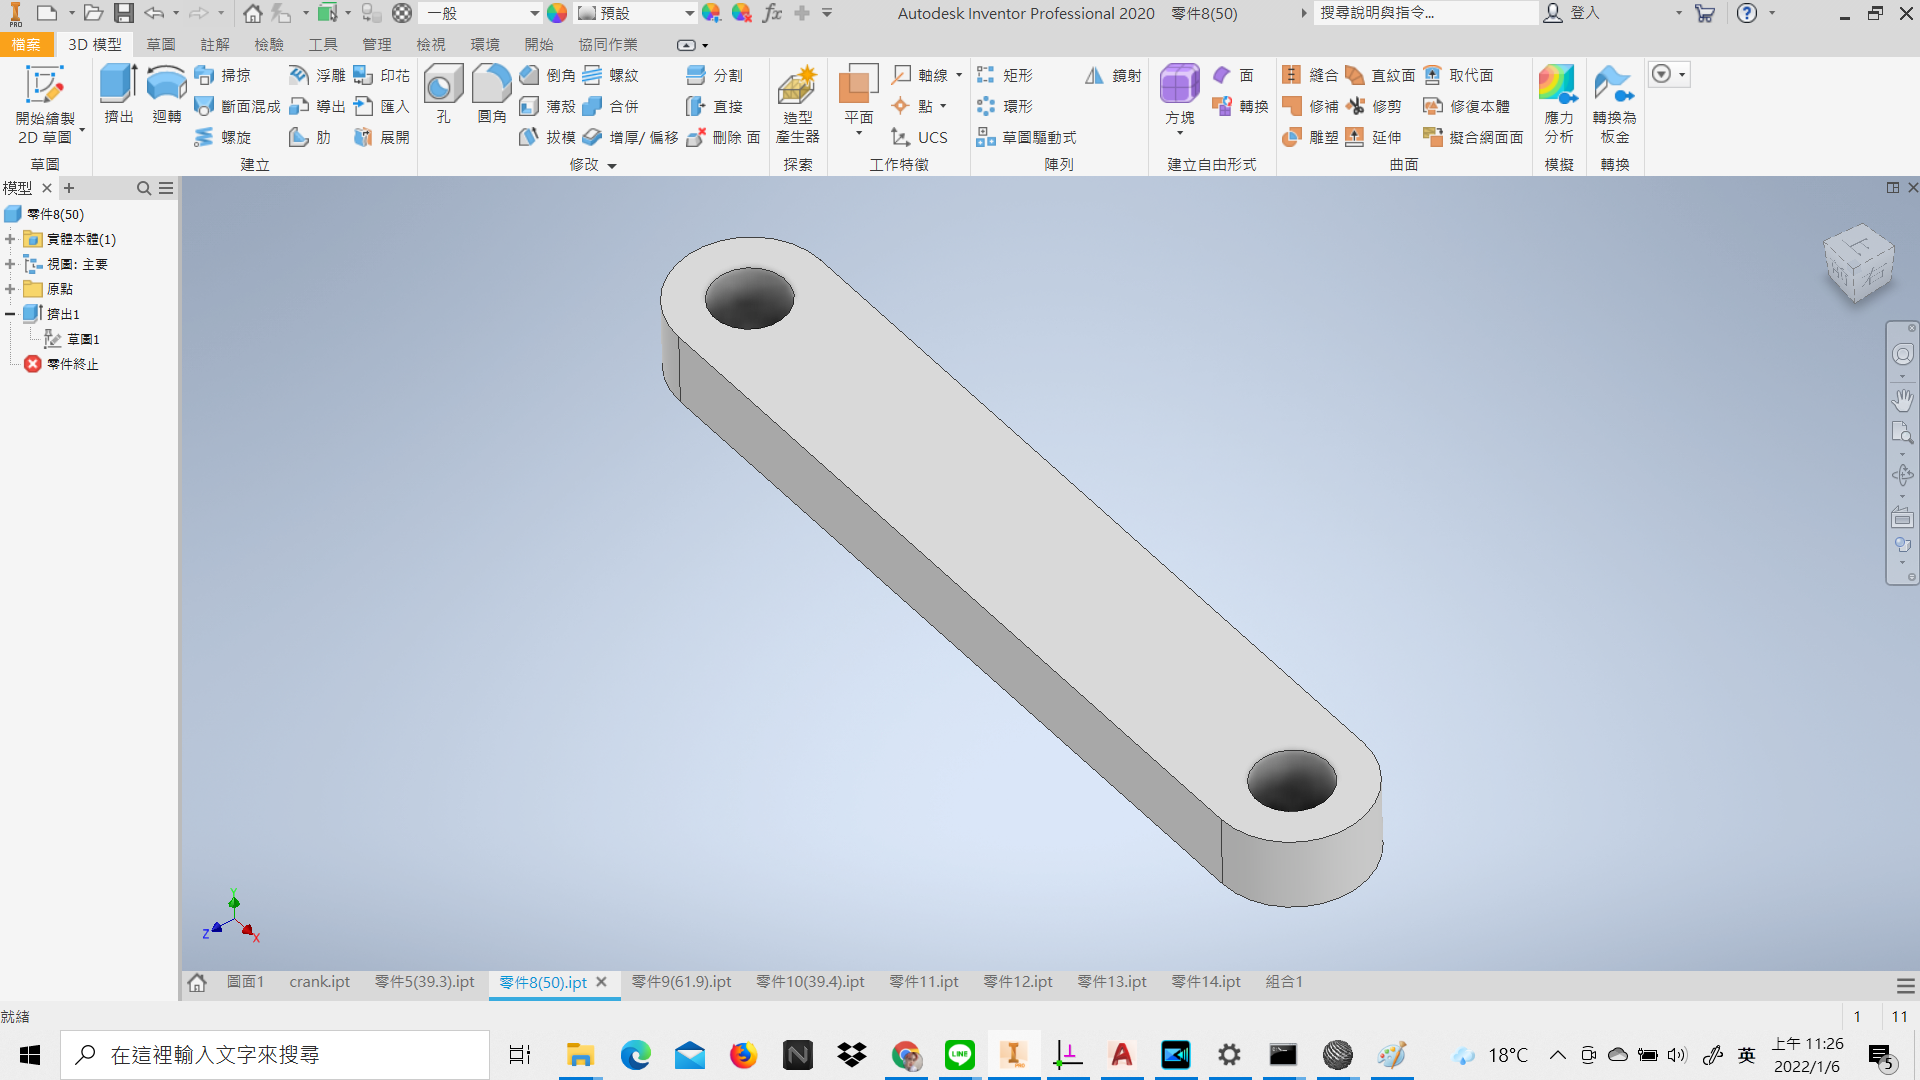 PRO
一般
預設
fx
Autodesk Inventor Professional 2020 零件8(50)
搜尋說明與指令...
登入
檔案 3D 模型 草圖 註解 檢驗 工具 管理 檢視 環境 開始 協同作業
開始繪製
2D 草圖
擠出
迴轉
掃掠
斷面混成
螺旋
浮雕
導出
肋
印花
匯入
展開
孔
圓角
倒角
薄殼
拔模
螺紋
合併
增厚/ 偏移
分割
直接
刪除 面
造型
產生器
平面
軸線
點
UCS
矩形
環形
草圖驅動式
鏡射
方塊
面
轉換
縫合
修補
雕塑
直紋面
修剪
延伸
取代面
修復本體
擬合網面面
應力
分析
轉換為
板金
草圖 建立 修改 探索 工作特徵 陣列 建立自由形式 曲面 模擬 轉換
模型
零件8(50)
實體本體(1)
視圖: 主要
原點
擠出1
草圖1
零件終止
Y
Z
X
圖面1 crank.ipt 零件5(39.3).ipt 零件8(50).ipt 零件9(61.9).ipt 零件10(39.4).ipt 零件11.ipt 零件12.ipt 零件13.ipt 零件14.ipt 組合1
就緒
1 11
在這裡輸入文字來搜尋
LINE
PRO
18°C
英
上午 11:26
2022/1/6
5